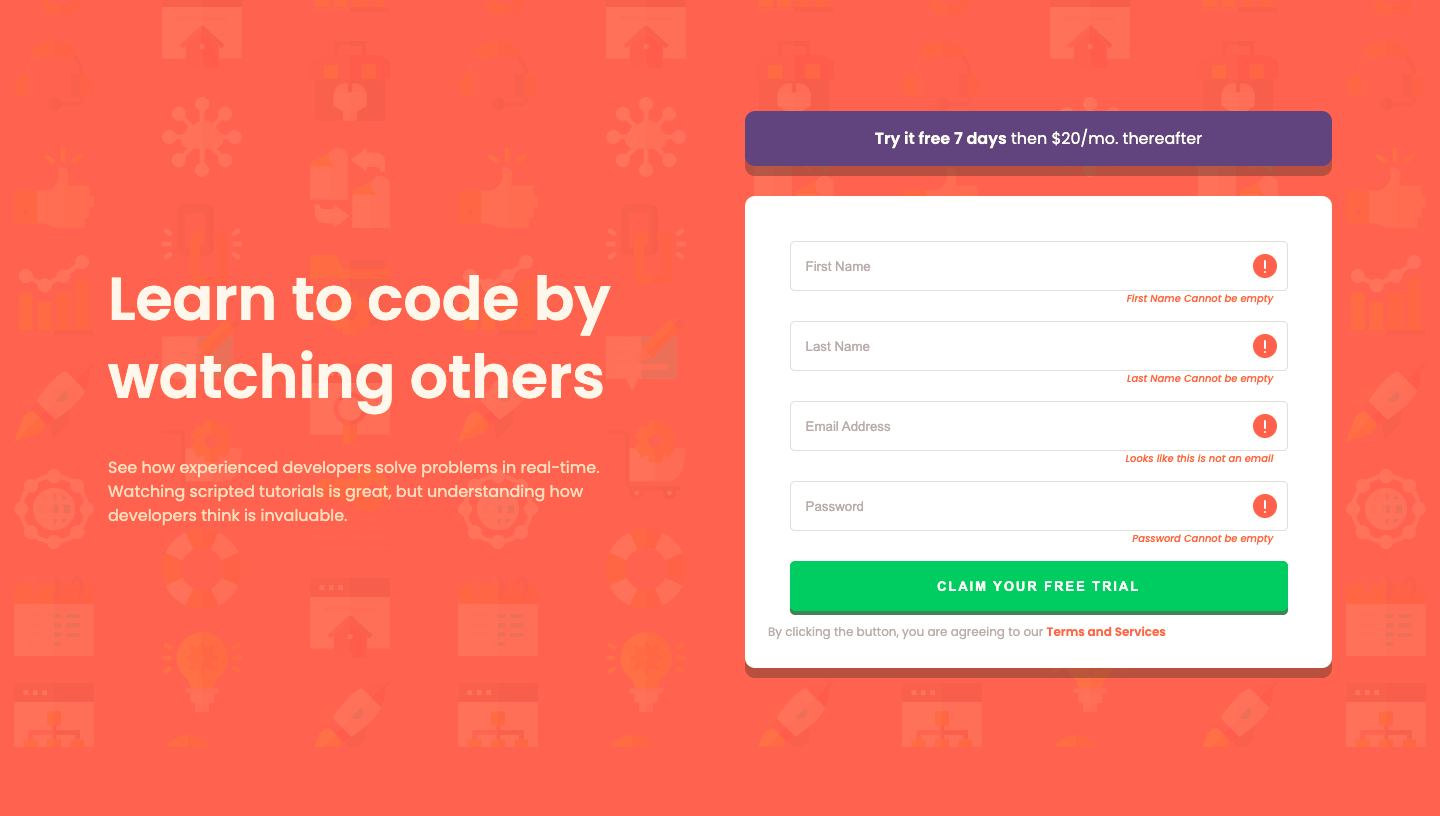 Learn to code by
watching others
See how experienced developers solve problems in real-time.
Watching scripted tutorials is great, but understanding how
developers think is invaluable.
Try it free 7 days then $20/mo. thereafter
First Name
First Name Cannot be empty
Last Name
Last Name Cannot be empty
Email Address
Looks like this is not an email
Password
Password Cannot be empty
CLAIM YOUR FREE TRIAL
By clicking the button, you are agreeing to our Terms and Services